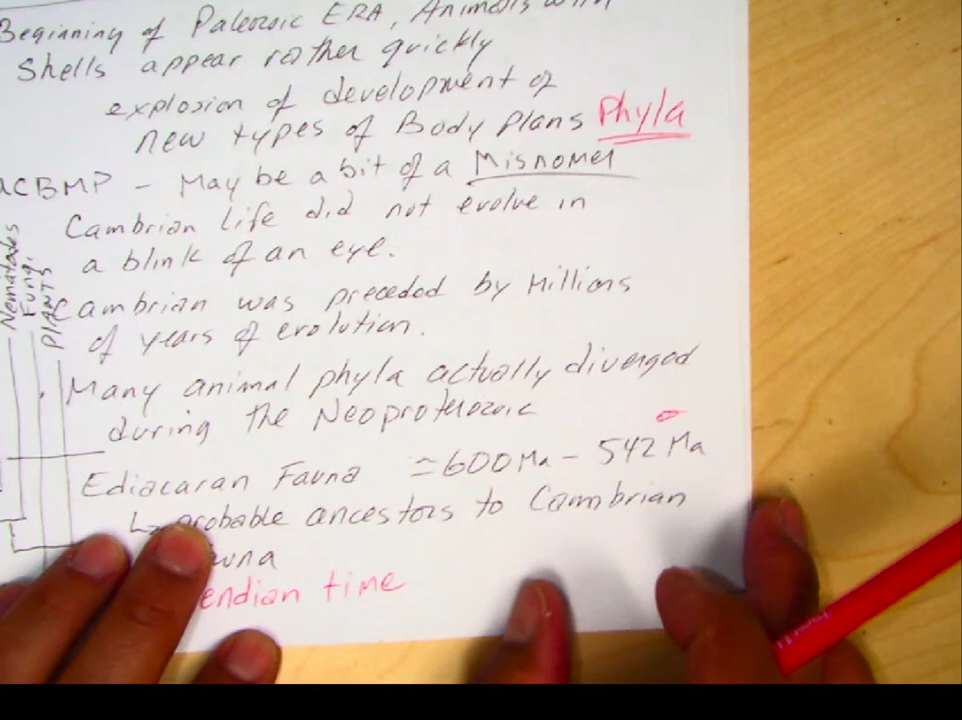 Beginning of Paleozoic ERA, Animals with
Shells appear rather quickly
explosion of development of
new types of Body Plans Phyla
CBMP - May be a bit of a Misnomer
Cambrian life did not evolve in
a blink of an eye.
Cambrian was preceded by Millions
of years of evolution.
Many animal phyla actually diverged
during the Neoproterozoic
Ediacaran Fauna ≃600Ma - 542 Ma
↳ probable ancestors to Cambrian
una
endian time
Nematodes
Fungi
PLANTS